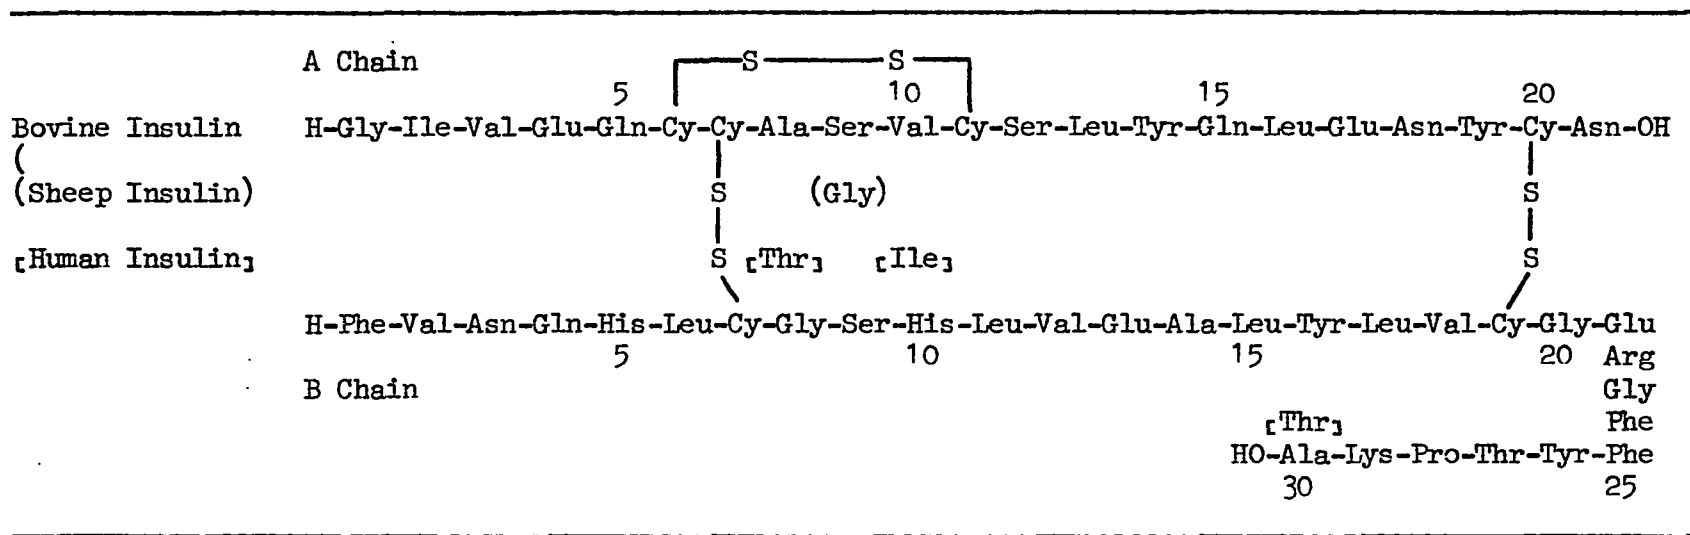 A Chain S S
5 10 15 20
Bovine Insulin H-Gly-Ile-Val-Glu-Gln-Cy-Cy-Ala-Ser-Val-Cy-Ser-Leu-Tyr-Gln-Leu-Glu-Asn-Tyr-Cy-Asn-OH
(
(Sheep Insulin) S (Gly) S
[Human Insulin] S [Thr] [Ile] S
H-Phe-Val-Asn-Gln-His-Leu-Cy-Gly-Ser-His-Leu-Val-Glu-Ala-Leu-Tyr-Leu-Val-Cy-Gly-Glu
5 10 15 20 Arg
B Chain Gly
[Thr] Phe
HO-Ala-Lys-Pro-Thr-Tyr-Phe
30 25